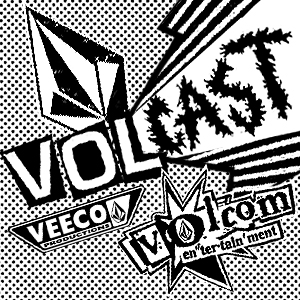 VOLCAST
VEECO
PRODUCTIONS
Volcom
en"ter·tain'ment